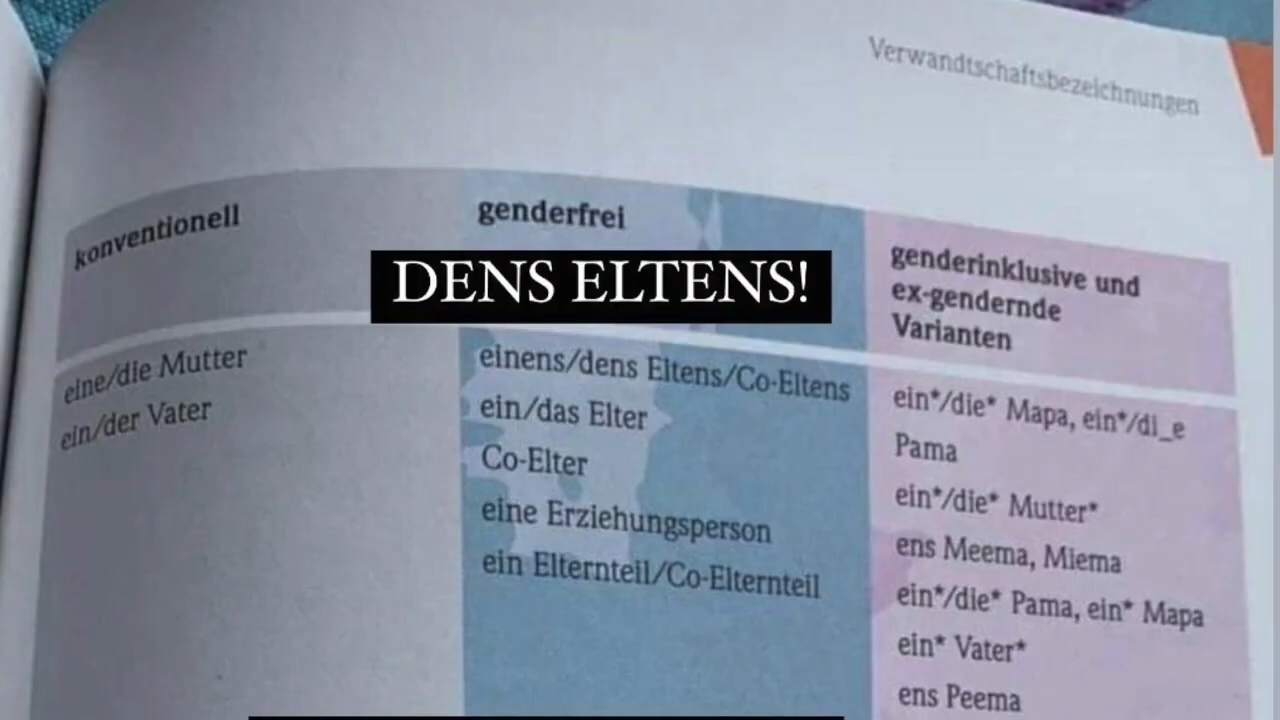 Verwandtschaftsbezeichnungen
konventionell
genderfrei
genderinklusive und
ex-gendernde
Varianten
DENS ELTENS!
eine/die Mutter
ein/der Vater
einens/dens Eltens/Co-Eltens
ein/das Elter
Co-Elter
eine Erziehungsperson
ein Elternteil/Co-Elternteil
ein*/die* Mapa, ein*/di_e
Pama
ein*/die* Mutter*
ens Meema, Miema
ein*/die* Pama, ein* Mapa
ein* Vater*
ens Peema